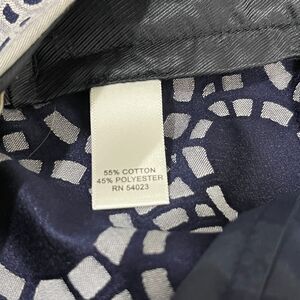 55% COTTON
45% POLYESTER
RN 54023